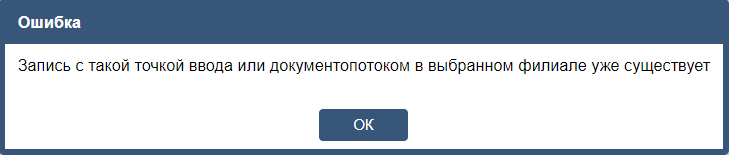 Ошибка
Запись с такой точкой ввода или документопотоком в выбранном филиале уже существует
ОК